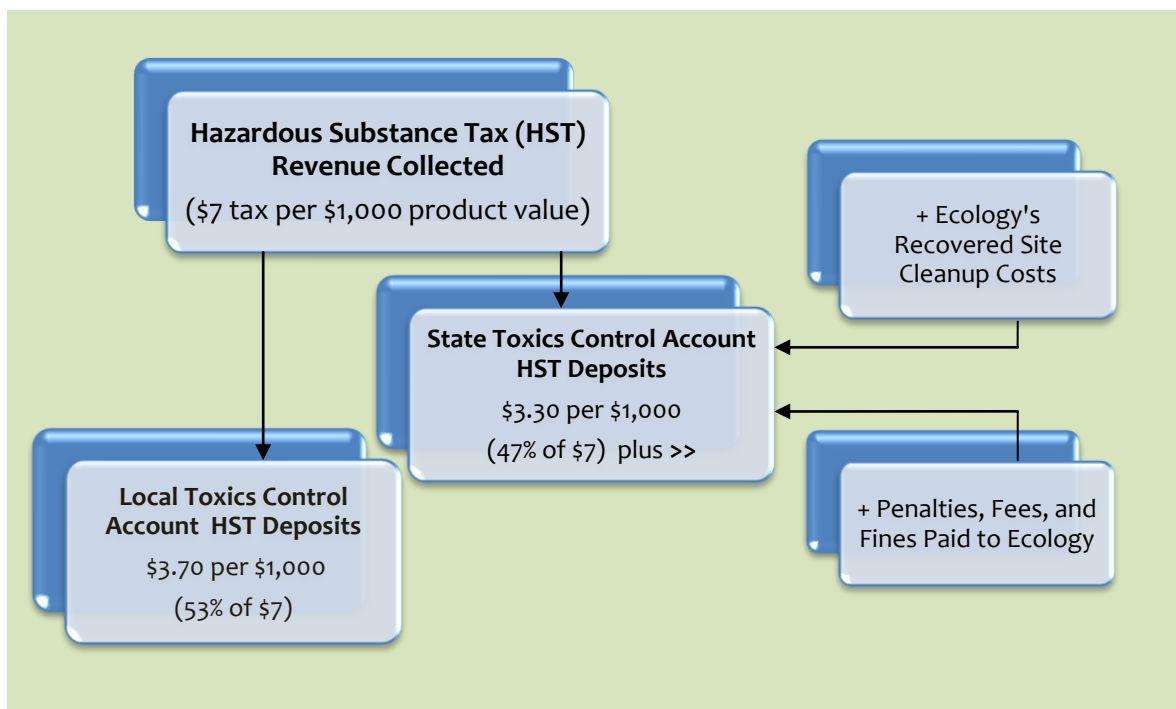 Hazardous Substance Tax (HST)
Revenue Collected
($7 tax per $1,000 product value)
+ Ecology's
Recovered Site
Cleanup Costs
State Toxics Control Account
HST Deposits
$3.30 per $1,000
(47% of $7) plus >>
Local Toxics Control
Account HST Deposits
$3.70 per $1,000
(53% of $7)
+ Penalties, Fees, and
Fines Paid to Ecology